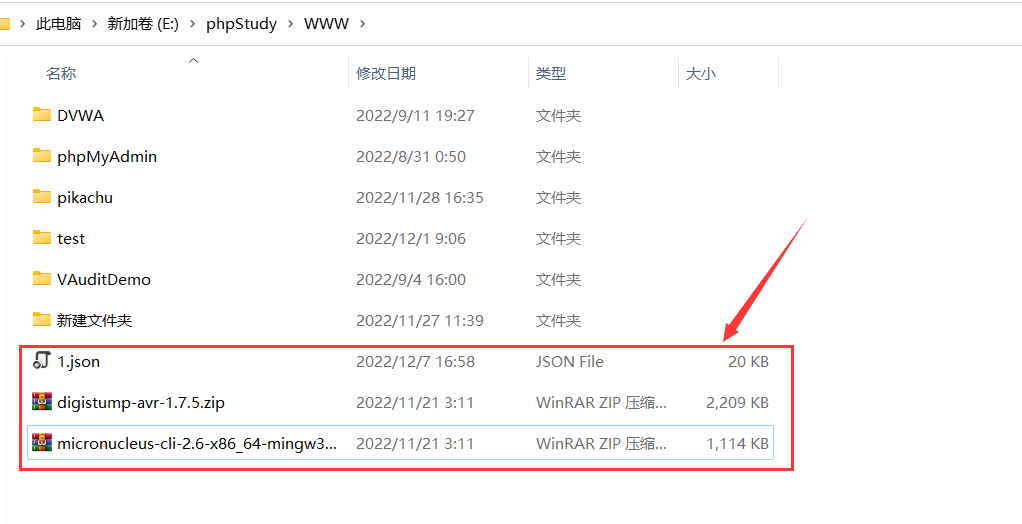 此电脑 > 新加卷 (E:) > phpStudy > WWW >
名称 修改日期 类型 大小
DVWA 2022/9/11 19:27 文件夹
phpMyAdmin 2022/8/31 0:50 文件夹
pikachu 2022/11/28 16:35 文件夹
test 2022/12/1 9:06 文件夹
VAuditDemo 2022/9/4 16:00 文件夹
新建文件夹 2022/11/27 11:39 文件夹
1.json 2022/12/7 16:58 JSON File 20 KB
digistump-avr-1.7.5.zip 2022/11/21 3:11 WinRAR ZIP 压缩... 2,209 KB
micronucleus-cli-2.6-x86_64-mingw3... 2022/11/21 3:11 WinRAR ZIP 压缩... 1,114 KB